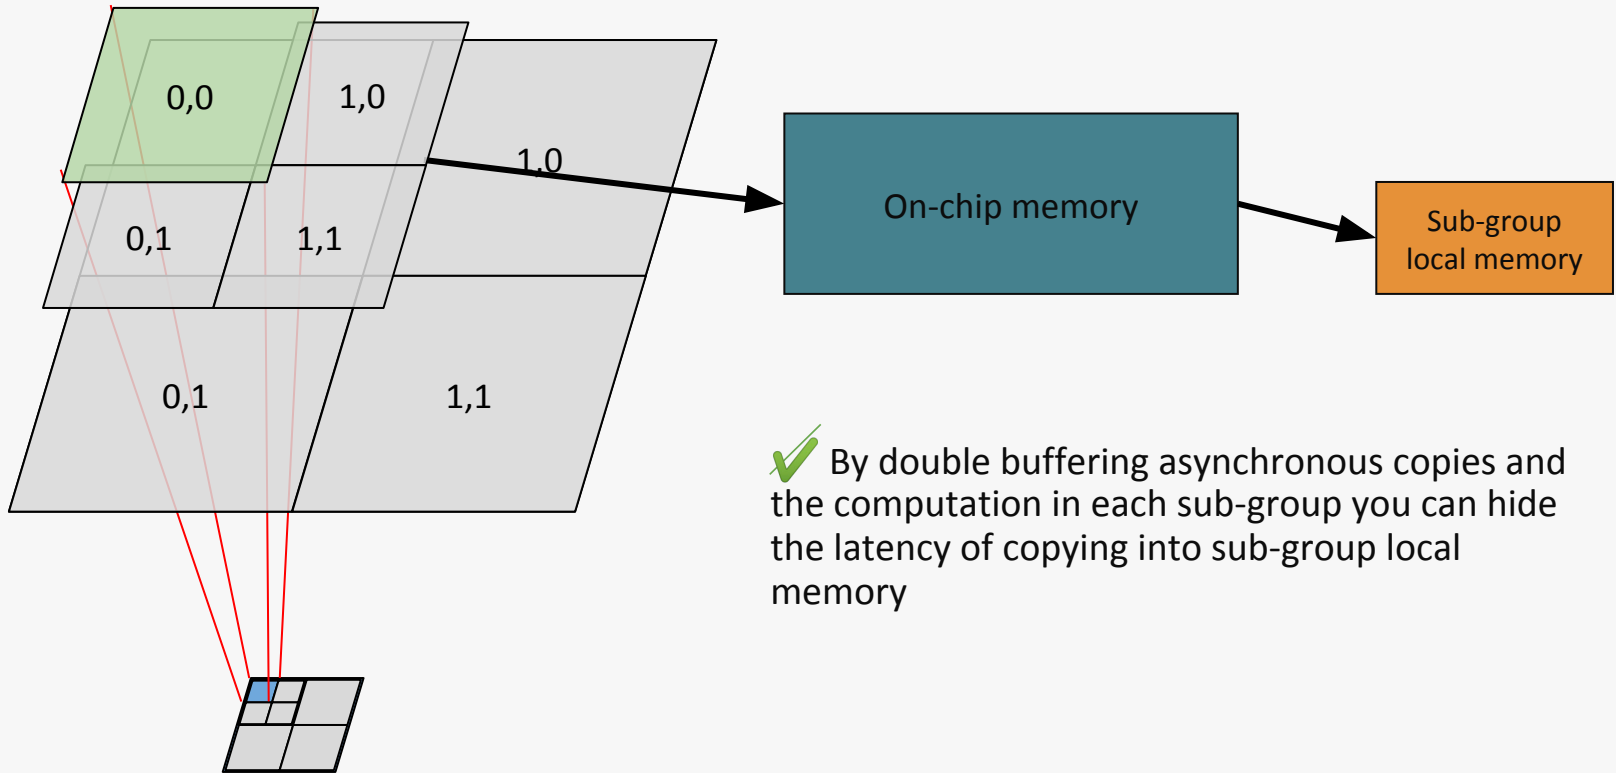 0,0
1,0
1,0
0,1
1,1
0,1
1,1
On-chip memory
Sub-group
local memory
By double buffering asynchronous copies and
the computation in each sub-group you can hide
the latency of copying into sub-group local
memory